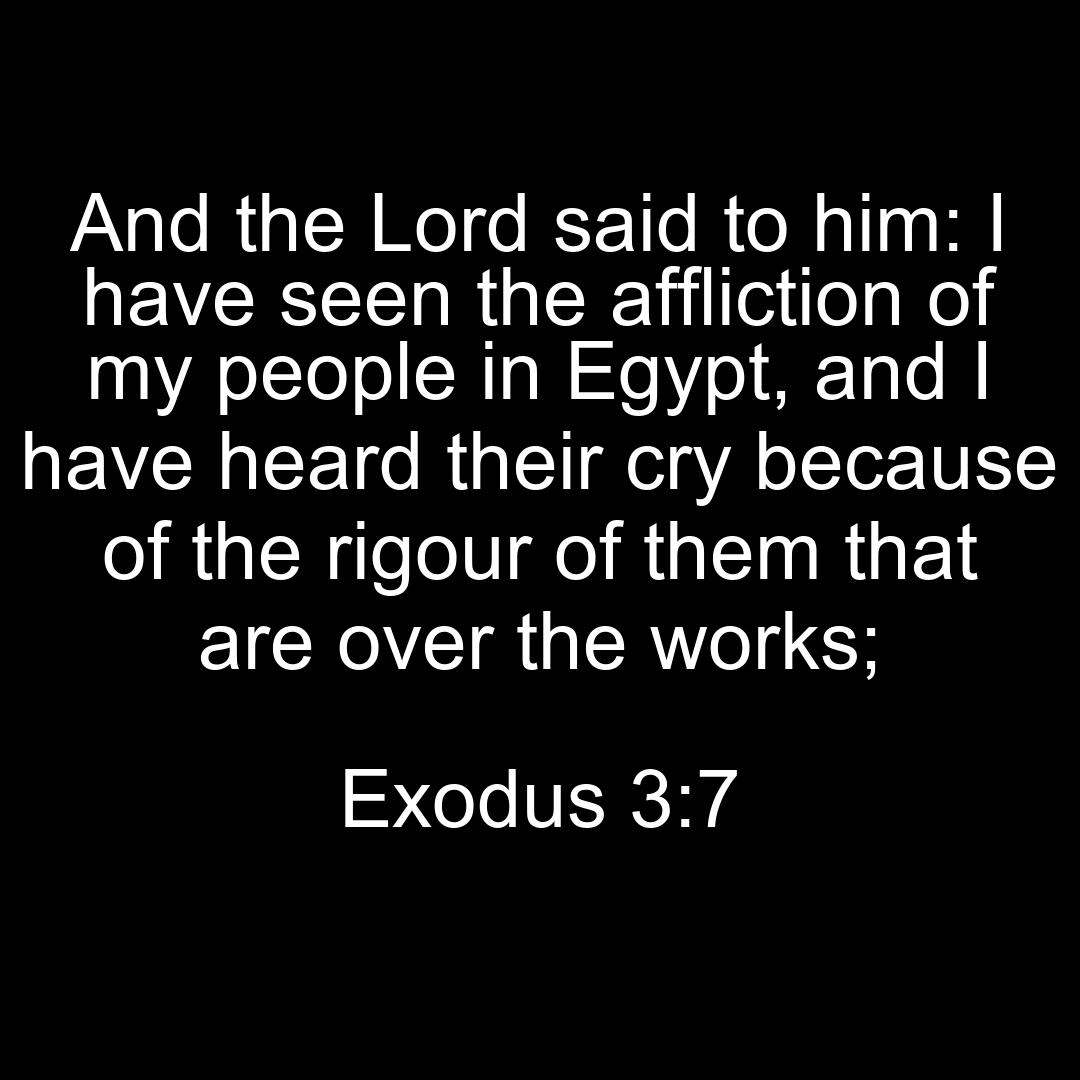 And the Lord said to him: I
have seen the affliction of
my people in Egypt, and I
have heard their cry because
of the rigour of them that
are over the works;
Exodus 3:7